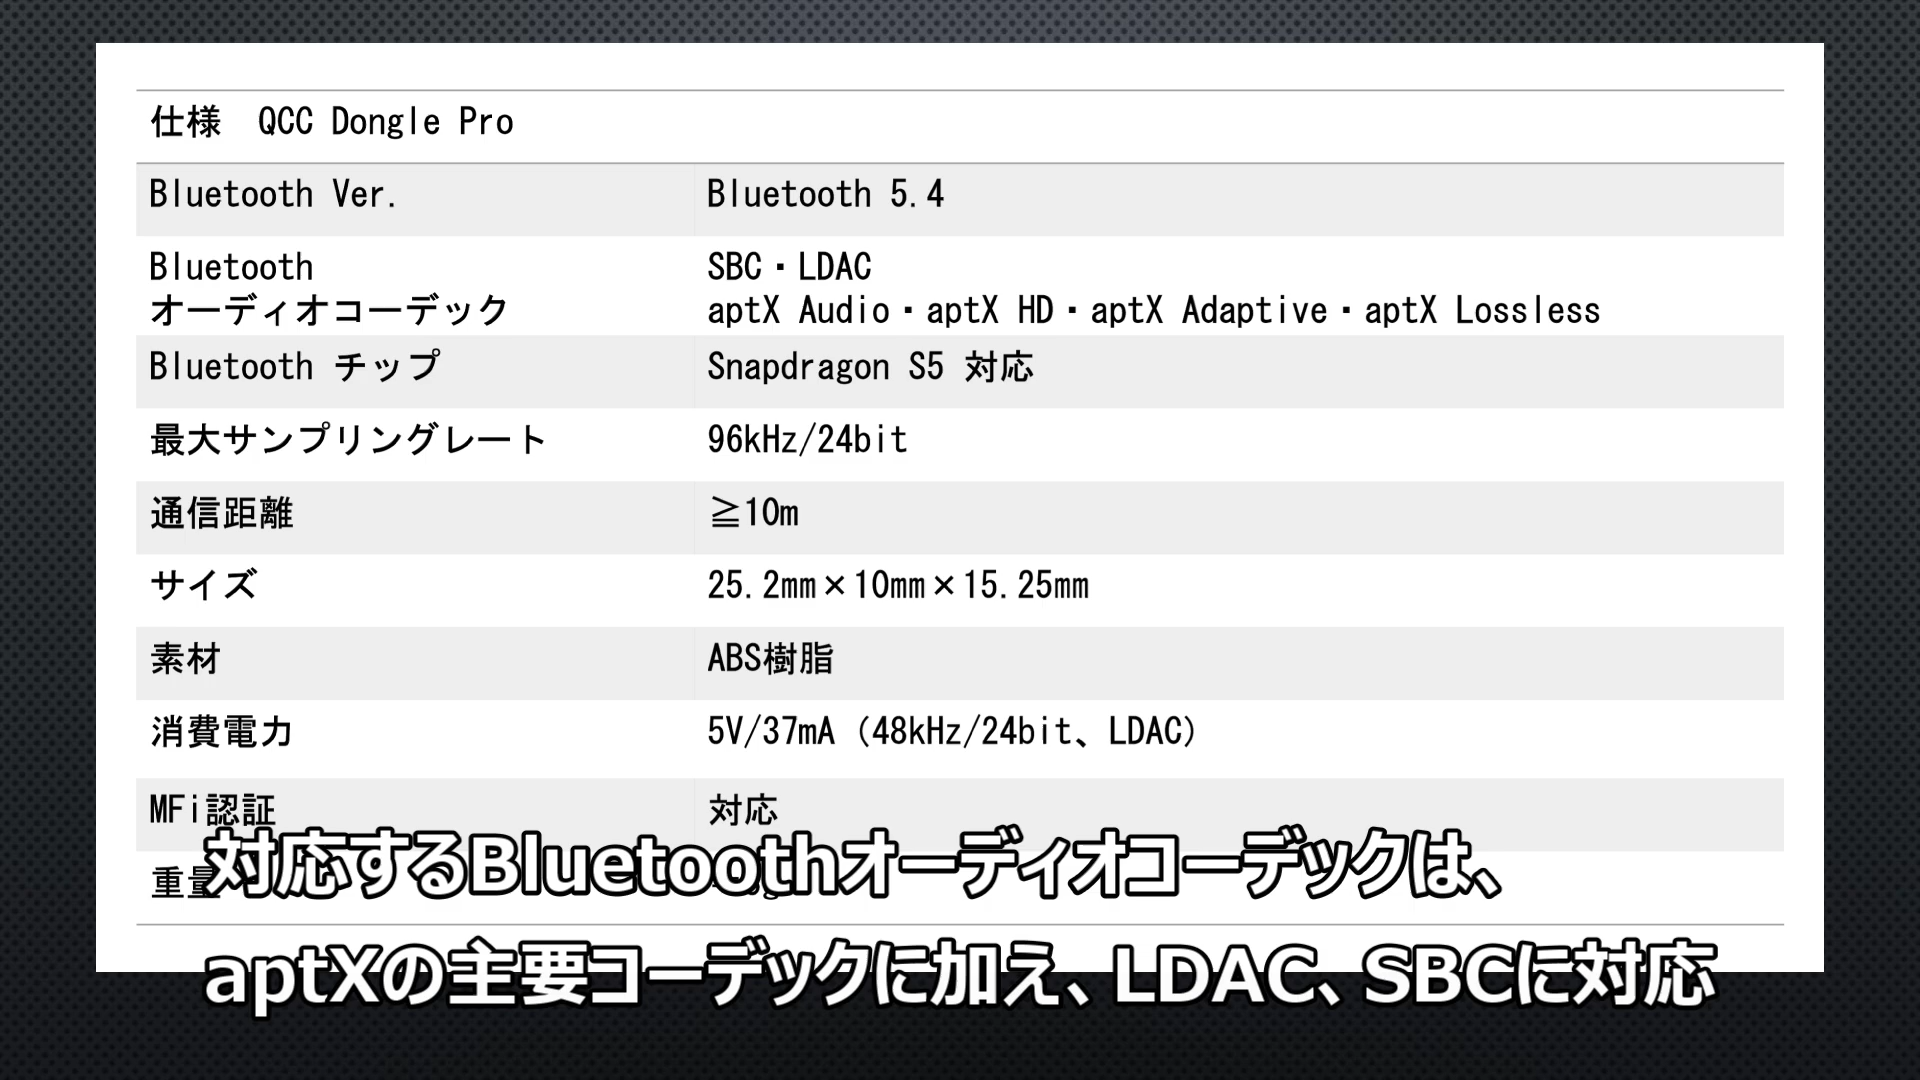 仕様　QCC Dongle Pro
Bluetooth Ver.
Bluetooth 5.4
Bluetooth
オーディオコーデック
SBC・LDAC
aptX Audio・aptX HD・aptX Adaptive・aptX Lossless
Bluetooth チップ
Snapdragon S5 対応
最大サンプリングレート
96kHz/24bit
通信距離
≧10m
サイズ
25.2mm×10mm×15.25mm
素材
ABS樹脂
消費電力
5V/37mA（48kHz/24bit、LDAC）
MFi認証
対応
重量
対応するBluetoothオーディオコーデックは、
aptXの主要コーデックに加え、LDAC、SBCに対応